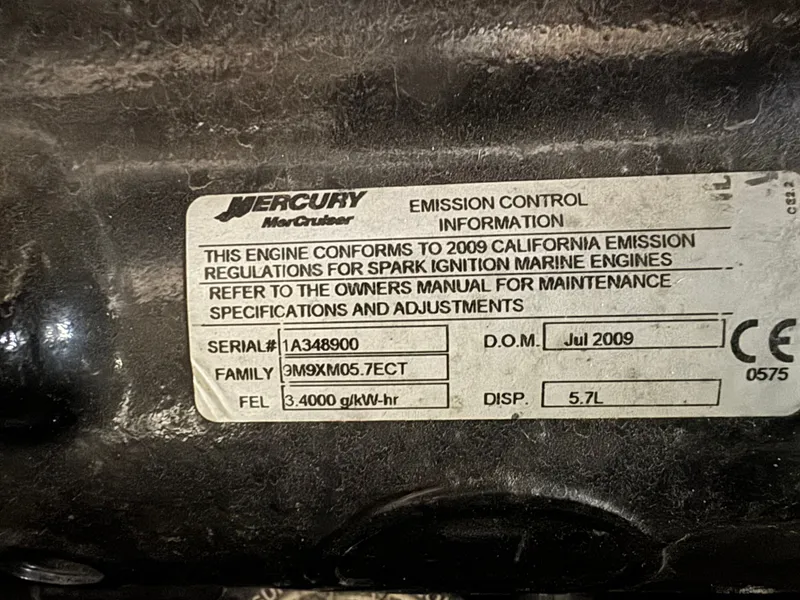 MERCURY
MerCruiser
EMISSION CONTROL
INFORMATION
THIS ENGINE CONFORMS TO 2009 CALIFORNIA EMISSION
REGULATIONS FOR SPARK IGNITION MARINE ENGINES
REFER TO THE OWNERS MANUAL FOR MAINTENANCE
SPECIFICATIONS AND ADJUSTMENTS
SERIAL# 1A348900 D.O.M. Jul 2009
FAMILY 9M9XM05.7ECT
FEL 3.4000 g/kW-hr DISP. 5.7L
CE
0575